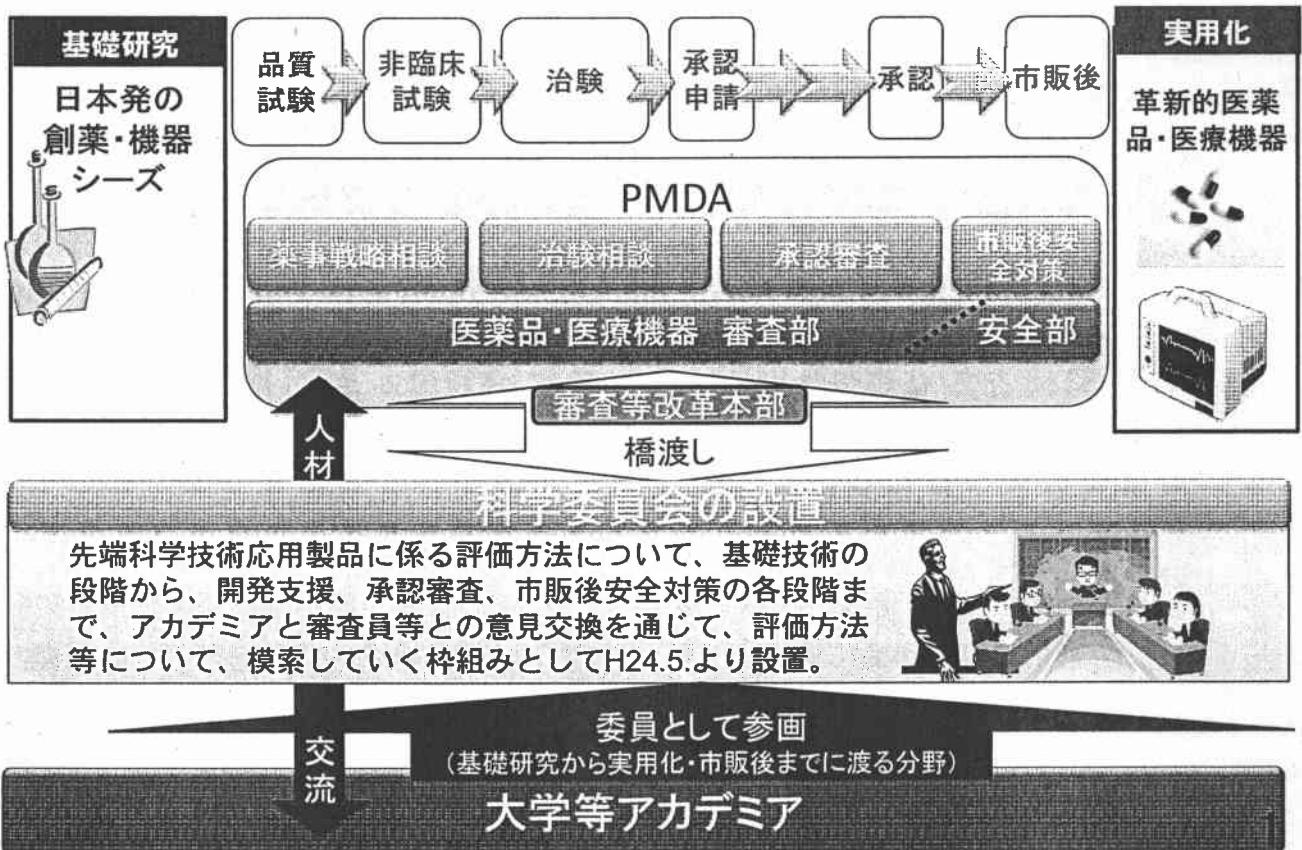 基礎研究
日本発の
創薬・機器
シーズ
品質
試験
非臨床
試験
治験
承認
申請
承認
市販後
実用化
革新的医薬
品・医療機器
PMDA
薬事戦略相談
治験相談
承認審査
市販後安
全対策
医薬品・医療機器 審査部
安全部
審査等改革本部
橋渡し
人材
科学委員会の設置
先端科学技術応用製品に係る評価方法について、基礎技術の
段階から、開発支援、承認審査、市販後安全対策の各段階ま
で、アカデミアと審査員等との意見交換を通じて、評価方法
等について、模索していく枠組みとしてH24.5.より設置。
交流
委員として参画
(基礎研究から実用化・市販後までに渡る分野)
大学等アカデミア
1